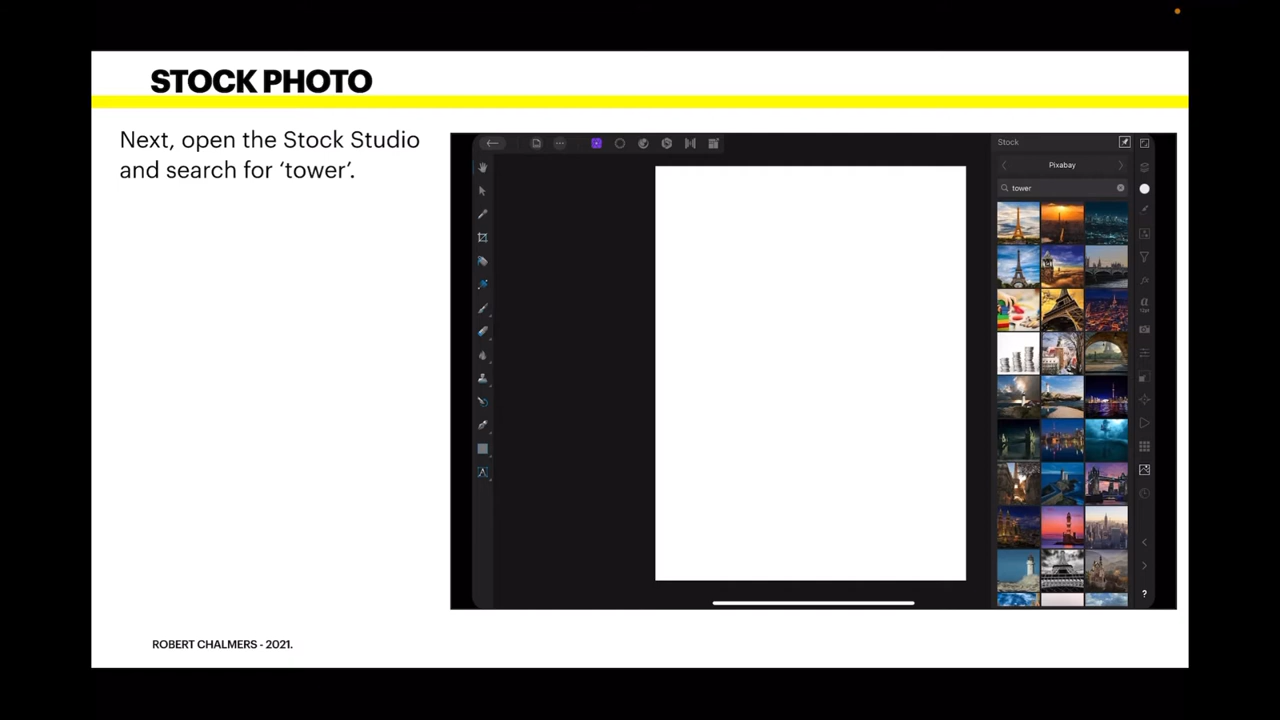 STOCK PHOTO
Next, open the Stock Studio
and search for ‘tower’.
Stock
Pixabay
tower
A
?
ROBERT CHALMERS - 2021.